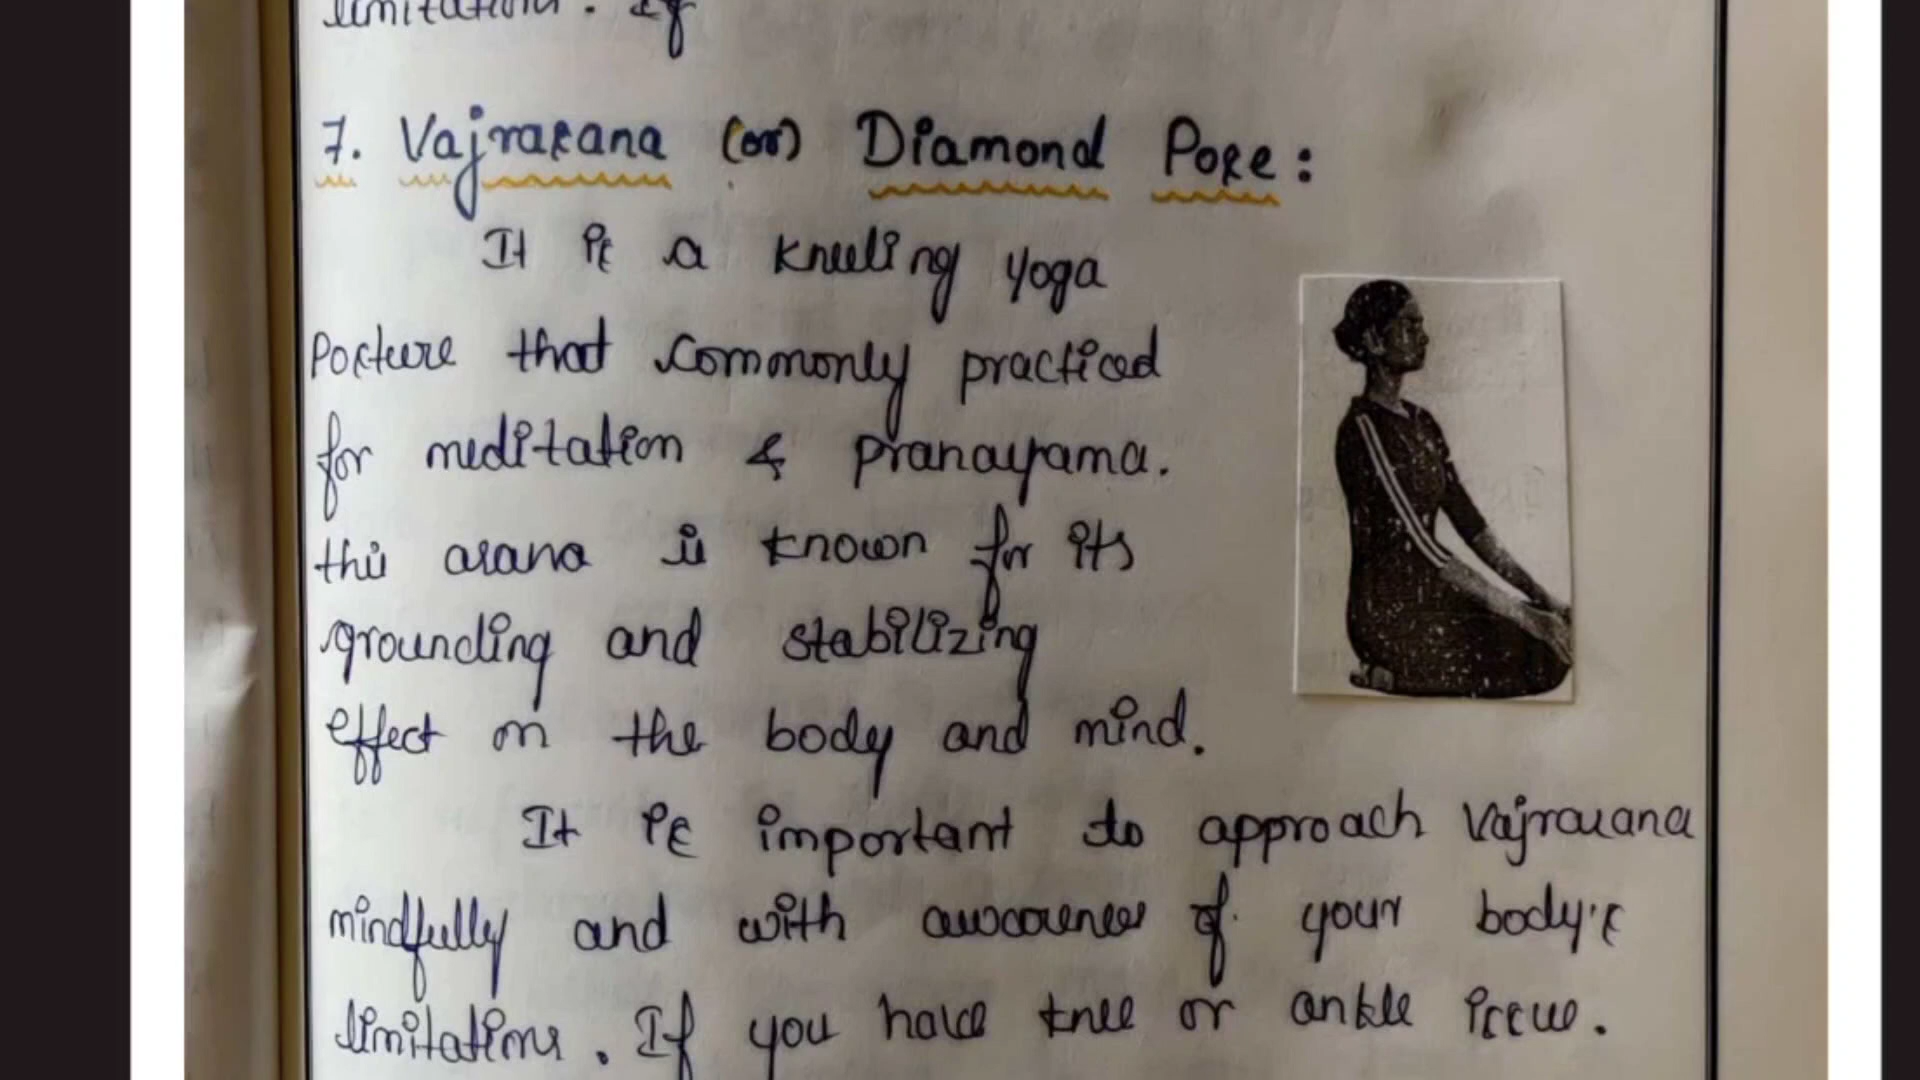 limitation. If
7. Vajrasana (or) Diamond Pose:
It is a kneeling yoga
Posture that commonly practiced
for meditation & pranayama.
this asana is known for its
grounding and stabilizing
effect on the body and mind.
It is important to approach Vajrasana
mindfully and with awareness of your body's
limitations. If you have knee or ankle issue.